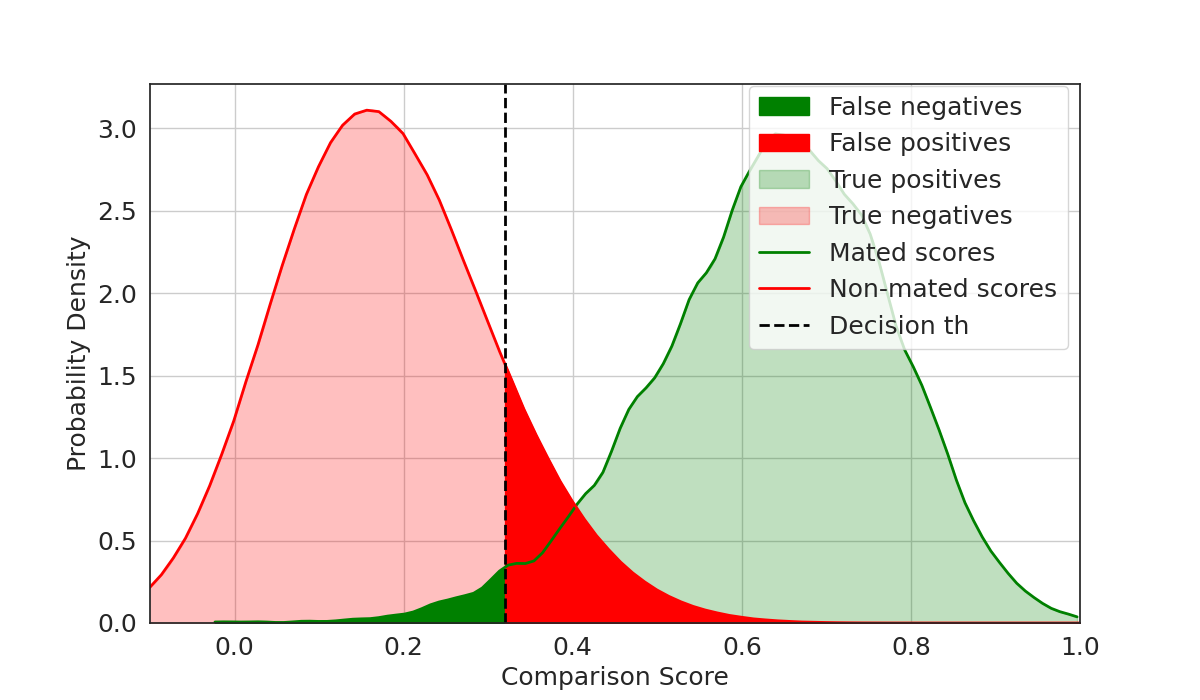 False negatives
False positives
True positives
True negatives
Mated scores
Non-mated scores
Decision th
3.0
2.5
2.0
1.5
1.0
0.5
0.0
Probability Density
0.0 0.2 0.4 0.6 0.8 1.0
Comparison Score